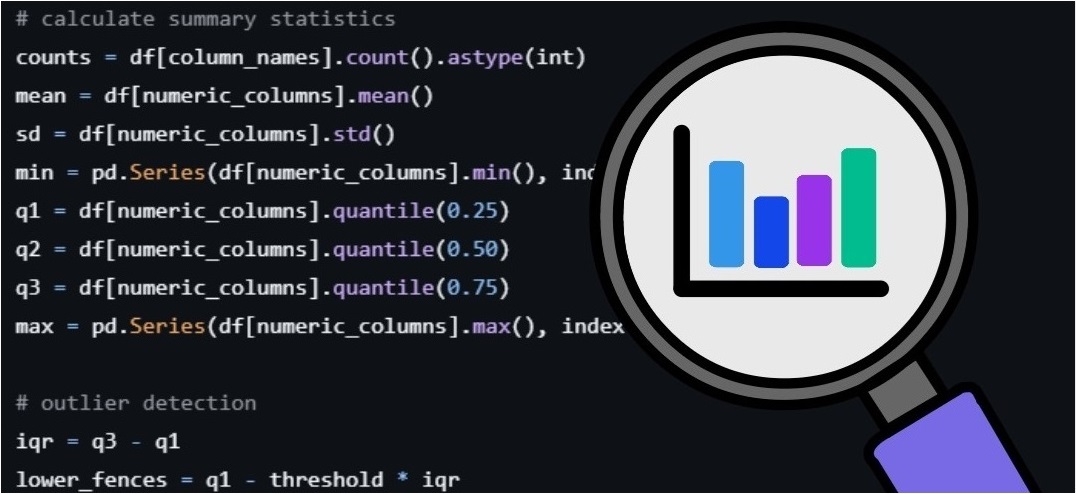 # calculate summary statistics
counts = df[column_names].count().astype(int)
mean = df[numeric_columns].mean()
sd = df[numeric_columns].std()
min = pd.Series(df[numeric_columns].min(), ind
q1 = df[numeric_columns].quantile(0.25)
q2 = df[numeric_columns].quantile(0.50)
q3 = df[numeric_columns].quantile(0.75)
max = pd.Series(df[numeric_columns].max(), index
# outlier detection
iqr = q3 - q1
lower_fences = q1 - threshold * iqr